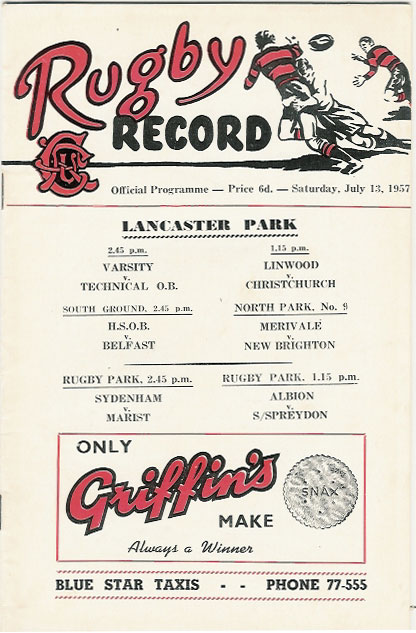 Rugby
RECORD
Official Programme — Price 6d. — Saturday, July 13, 1957
LANCASTER PARK
2.45 p.m.
VARSITY
v.
TECHNICAL O.B.
1.15 p.m.
LINWOOD
v.
CHRISTCHURCH
SOUTH GROUND, 2.45 p.m.
H.S.O.B.
v.
BELFAST
NORTH PARK, No. 9
MERIVALE
v.
NEW BRIGHTON
RUGBY PARK, 2.45 p.m.
SYDENHAM
v.
MARIST
RUGBY PARK, 1.15 p.m.
ALBION
v.
S/SPREYDON
ONLY
Griffin's
MAKE
SNAX
Always a Winner
BLUE STAR TAXIS - - PHONE 77-555